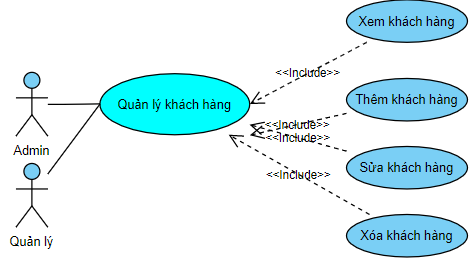 Xem khách hàng
<<Include>>
Quản lý khách hàng
Thêm khách hàng
<<Include>>
<<Include>>
Admin
Sửa khách hàng
<<Include>>
Quản lý
Xóa khách hàng